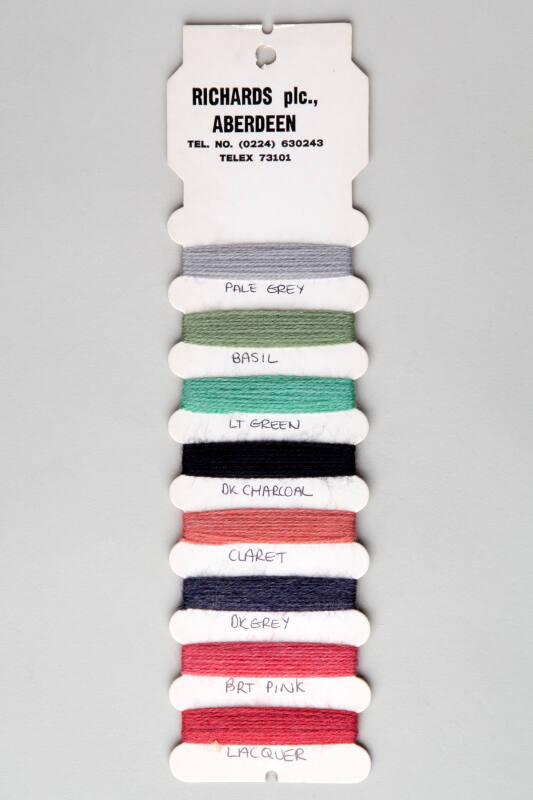 RICHARDS plc.,
ABERDEEN
TEL. NO. (0224) 630243
TELEX 73101
PALE GREY
BASIL
LT GREEN
DK CHARCOAL
CLARET
DK GREY
BRT PINK
LACQUER